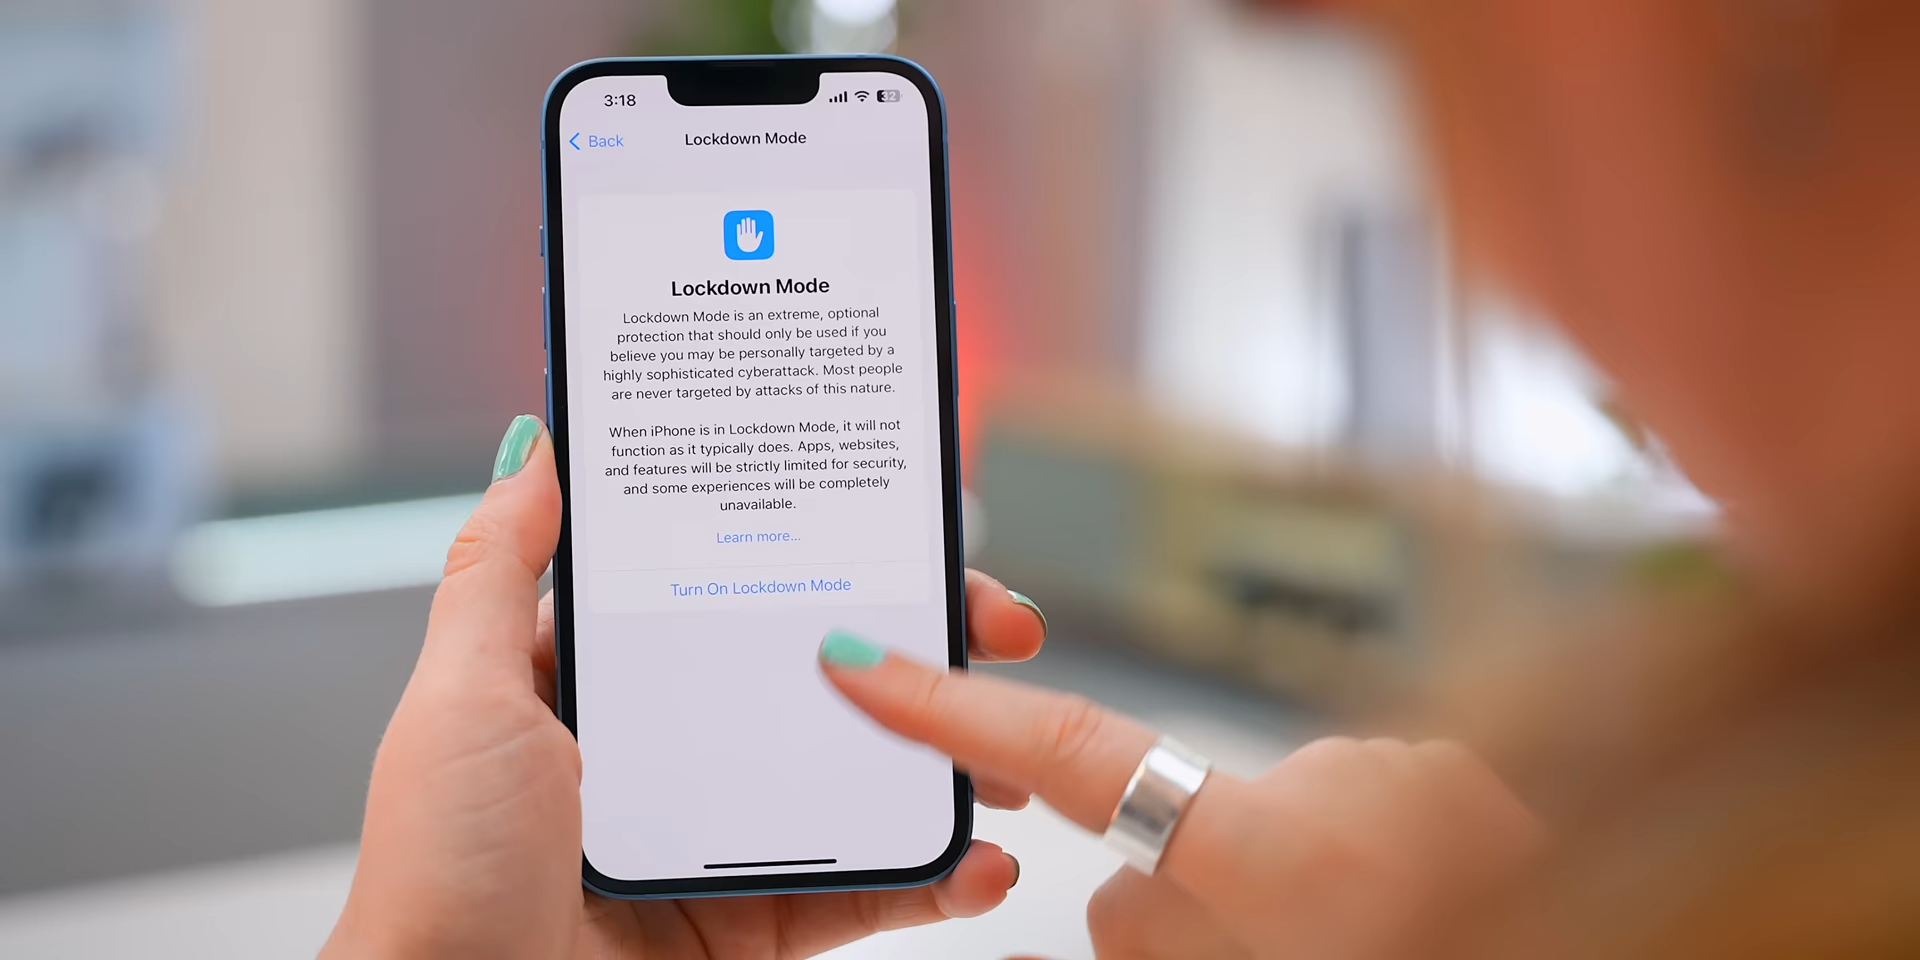 3:18
32
Back
Lockdown Mode
Lockdown Mode
Lockdown Mode is an extreme, optional
protection that should only be used if you
believe you may be personally targeted by a
highly sophisticated cyberattack. Most people
are never targeted by attacks of this nature.
When iPhone is in Lockdown Mode, it will not
function as it typically does. Apps, websites,
and features will be strictly limited for security,
and some experiences will be completely
unavailable.
Learn more...
Turn On Lockdown Mode